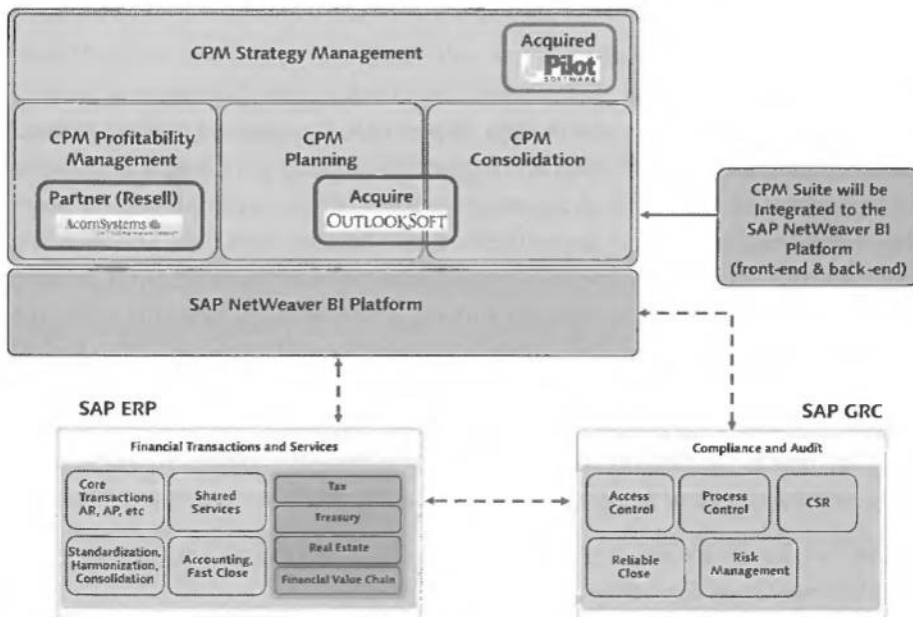 CPM Strategy Management
Acquired
Pilot
SOFTWARE
CPM Profitability
Management
Partner (Resell)
AcornSystems
CPM
Planning
CPM
Consolidation
Acquire
OUTLOOKSOFT
CPM Suite will be
Integrated to the
SAP NetWeaver BI
Platform
(front-end & back-end)
SAP NetWeaver BI Platform
SAP ERP
Financial Transactions and Services
Core
Transactions
AR, AP, etc
Shared
Services
Standardization,
Harmonization,
Consolidation
Accounting,
Fast Close
Tax
Treasury
Real Estate
Financial Value Chain
SAP GRC
Compliance and Audit
Access
Control
Process
Control
CSR
Reliable
Close
Risk
Management